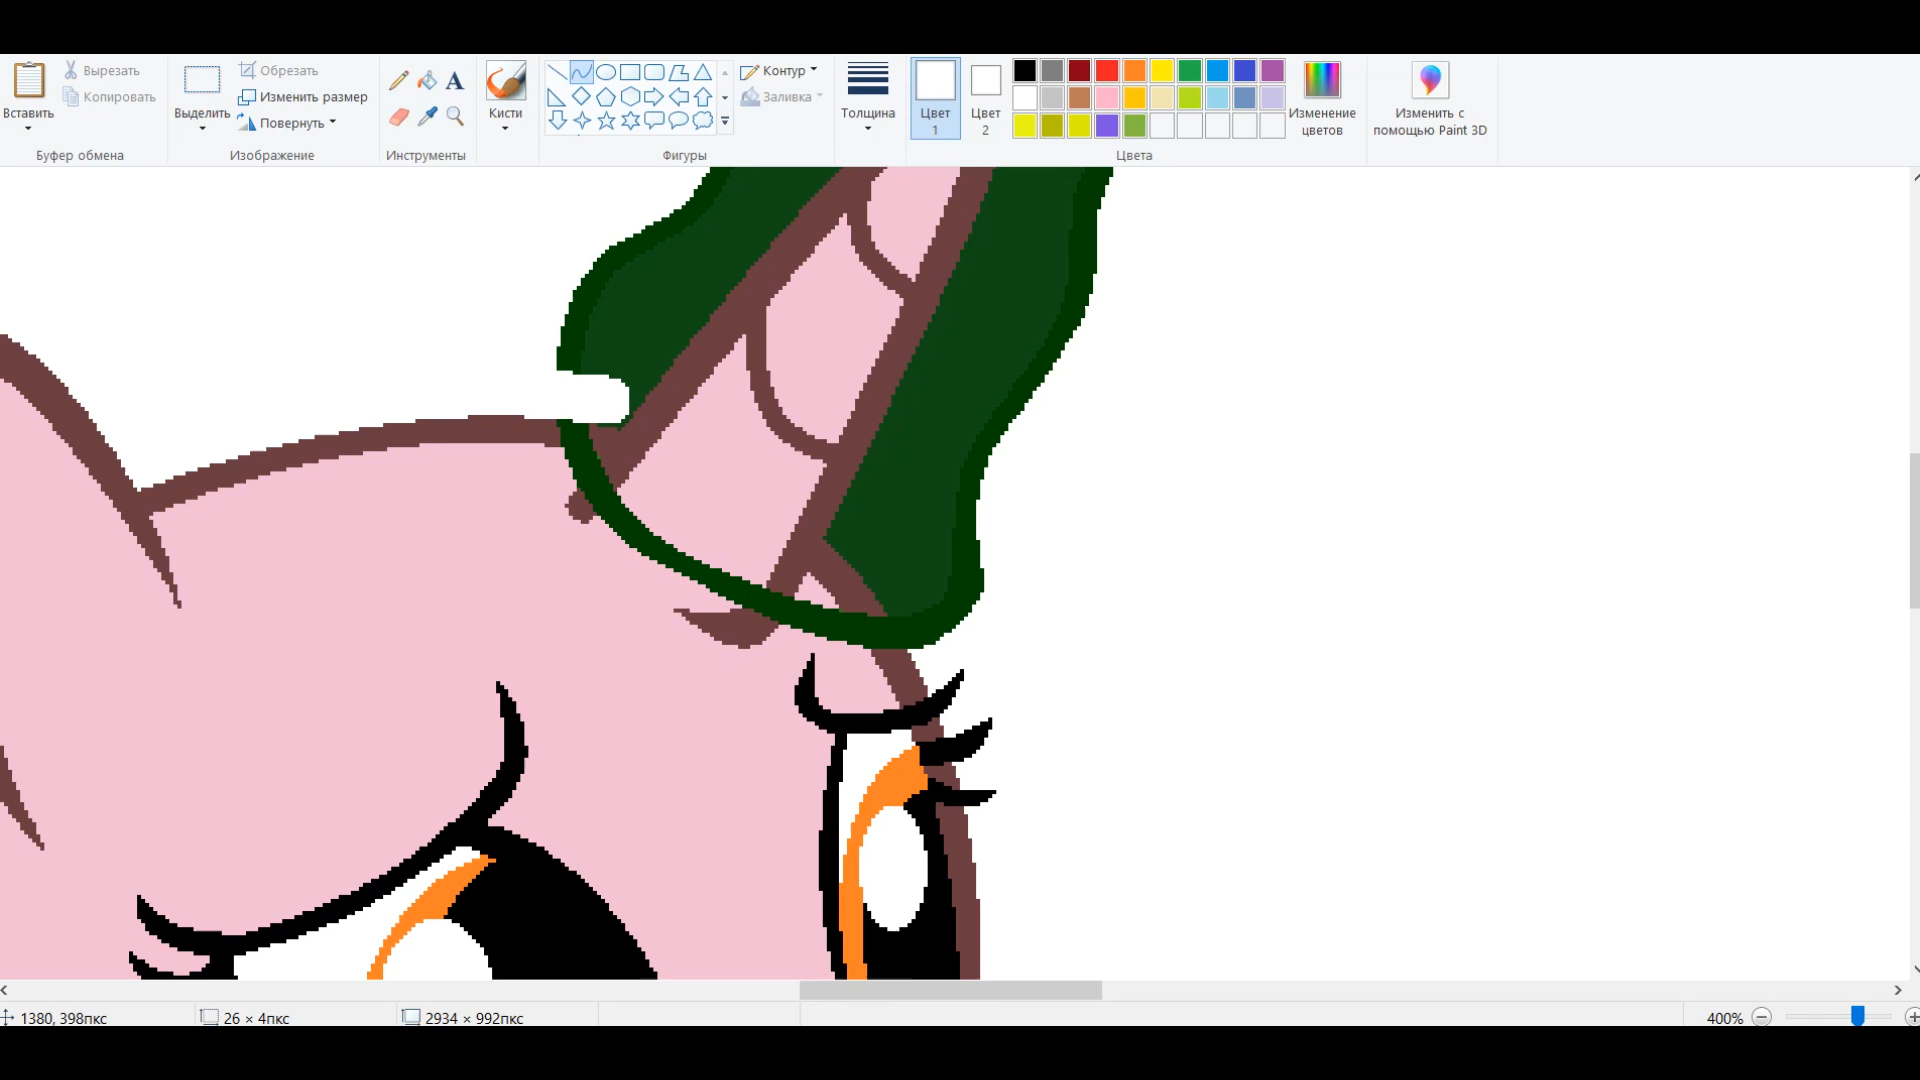 Вставить
Вырезать
Копировать
Буфер обмена
Выделить
Обрезать
Изменить размер
Повернуть
Изображение
A
Инструменты
Кисти
Контур
Заливка
Фигуры
Толщина
Цвет
1
Цвет
2
Изменение
цветов
Цвета
Изменить с
помощью Paint 3D
1380, 398пкс
26 × 4пкс
2934 × 992пкс
400%